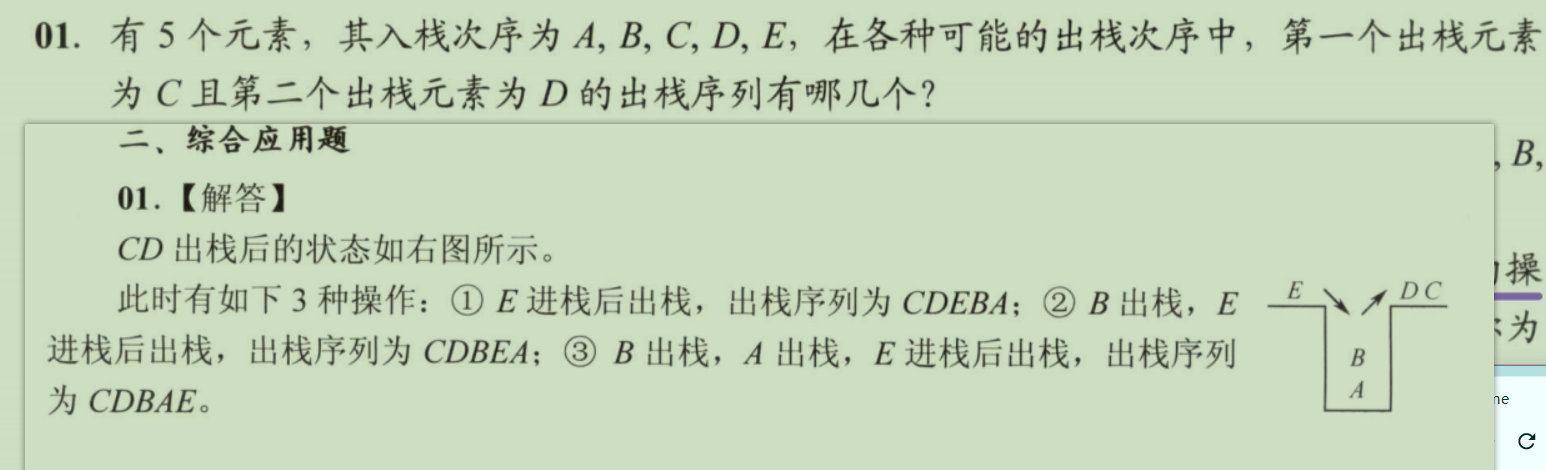 01. 有 5 个元素，其入栈次序为 A, B, C, D, E，在各种可能的出栈次序中，第一个出栈元素
为 C 且第二个出栈元素为 D 的出栈序列有哪几个？
二、综合应用题
, B,
01.【解答】
CD 出栈后的状态如右图所示。
操
此时有如下 3 种操作：① E 进栈后出栈，出栈序列为 CDEBA；② B 出栈，E
E
D C
为
进栈后出栈，出栈序列为 CDBEA；③ B 出栈，A 出栈，E 进栈后出栈，出栈序列
B
A
为 CDBAE。
ne